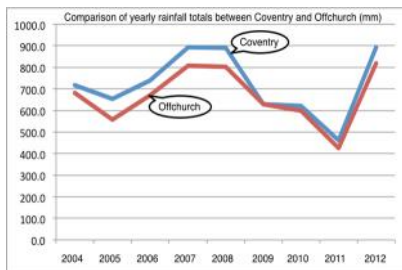 Comparison of yearly rainfall totals between Coventry and Offchurch (mm)
1000.0
900.0
800.0
700.0
600.0
500.0
400.0
300.0
200.0
100.0
0.0
Coventry
Offchurch
2004 2005 2006 2007 2008 2009 2010 2011 2012